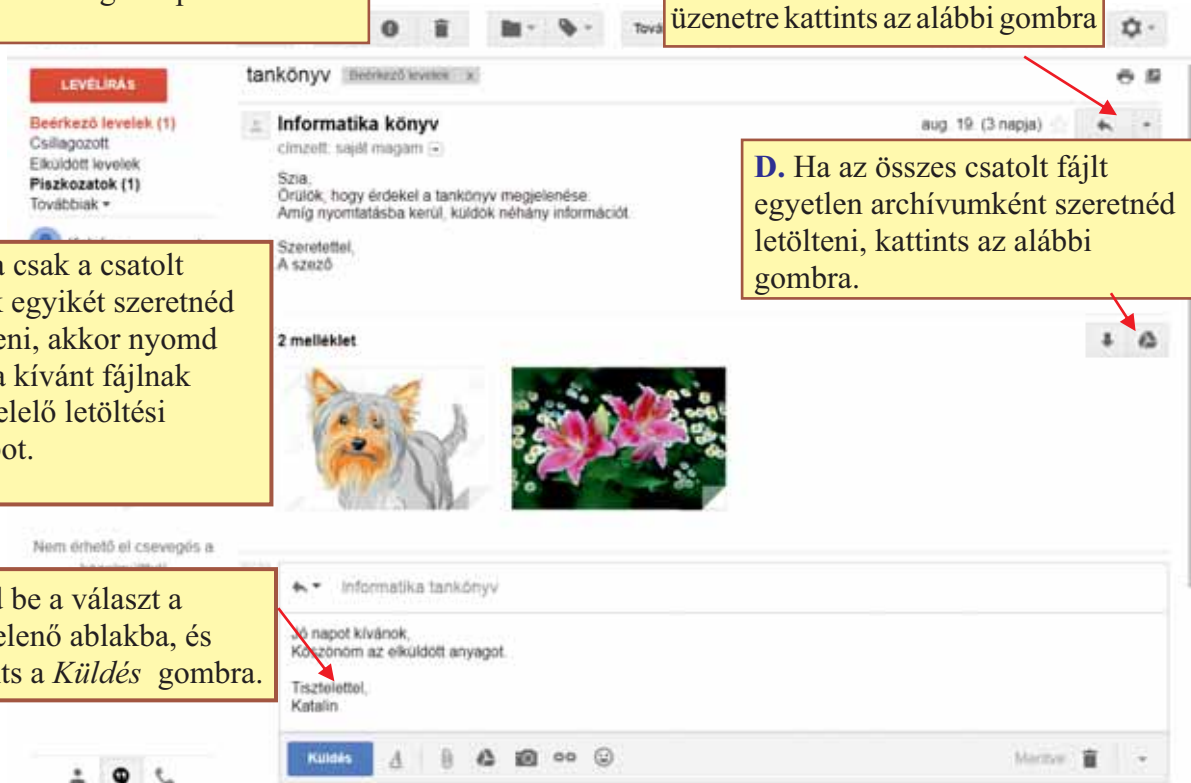 üzenetre kattints az alábbi gombra
LEVÉLÍRÁS
tankönyv Beérkező levelek x
Beérkező levelek (1)
Csillagozott
Elküldött levelek
Piszkozatok (1)
Továbbiak
Informatika könyv
aug. 19. (3 napja)
címzett: saját magam
Szia,
Örülök, hogy érdekel a tankönyv megjelenése.
Amíg nyomtatásba kerül, küldök néhány információt.
Szeretettel,
A szező
D. Ha az összes csatolt fájlt
egyetlen archívumként szeretnéd
letölteni, kattints az alábbi
gombra.
a csak a csatolt
k egyikét szeretnéd
eni, akkor nyomd
a kívánt fájlnak
elelő letöltési
ot.
2 melléklet
Nem érhető el csevegés a
d be a választ a
elenő ablakba, és
ts a Küldés gombra.
Informatika tankönyv
Jó napot kívánok,
Köszönöm az elküldött anyagot.
Tisztelettel,
Katalin
Küldés
Mentve